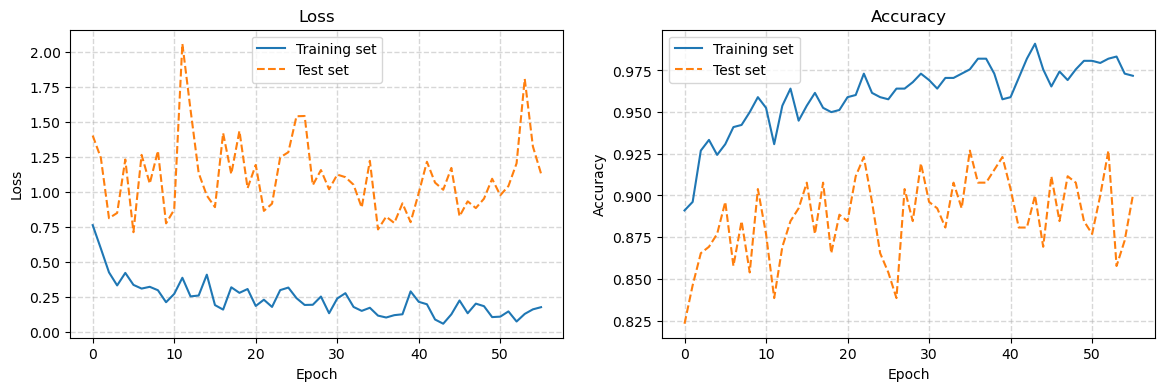 Loss
Training set
Test set
2.00
1.75
1.50
1.25
1.00
0.75
0.50
0.25
0.00
Loss
0 10 20 30 40 50
Epoch
Accuracy
Training set
Test set
0.975
0.950
0.925
0.900
0.875
0.850
0.825
Accuracy
0 10 20 30 40 50
Epoch